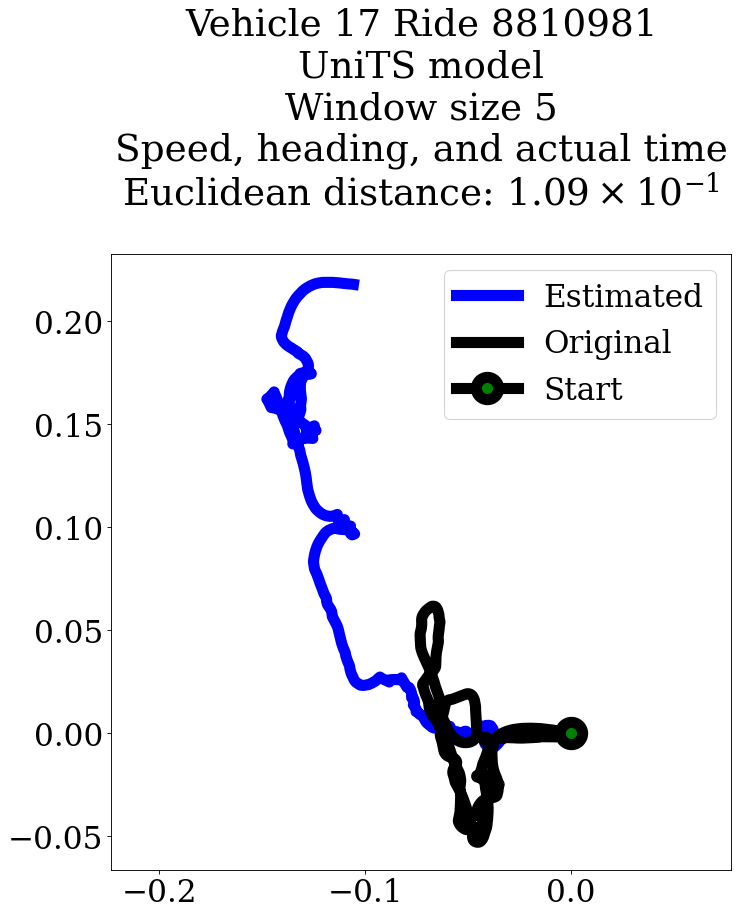 Vehicle 17 Ride 8810981
UniTS model
Window size 5
Speed, heading, and actual time
Euclidean distance: 1.09 × 10⁻¹
Estimated
Original
Start
0.20
0.15
0.10
0.05
0.00
−0.05
−0.2 −0.1 0.0